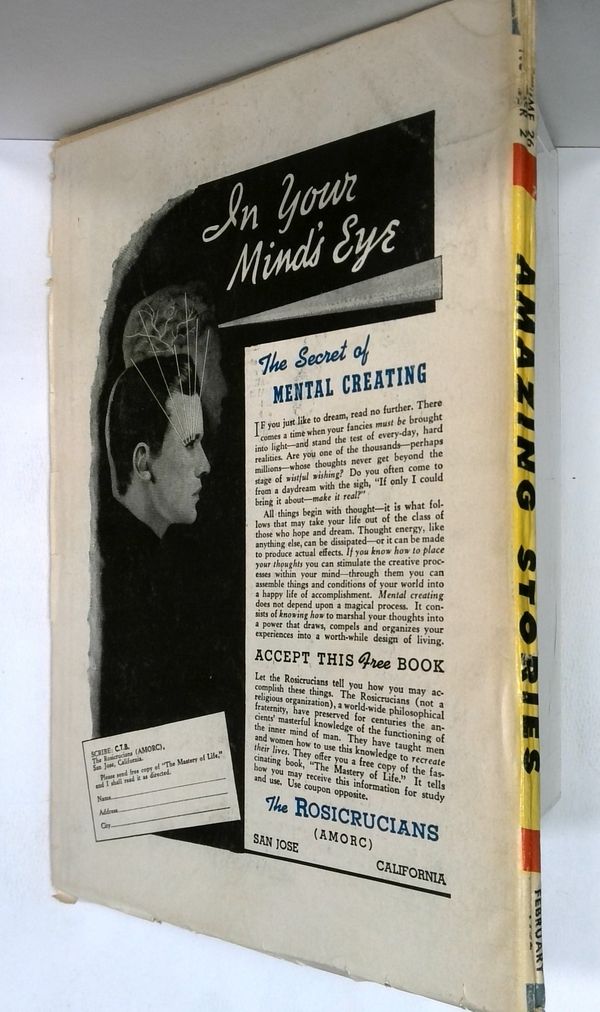 In Your
Mind's Eye
The Secret of
MENTAL CREATING
IF you just like to dream, read no further. There
comes a time when your fancies must be brought
into light—and stand the test of every-day, hard
realities. Are you one of the thousands—perhaps
millions—whose thoughts never get beyond the
stage of wistful wishing? Do you often come to
from a daydream with the sigh, "If only I could
bring it about—make it real?"
All things begin with thought—it is what fol-
lows that may take your life out of the class of
those who hope and dream. Thought energy, like
anything else, can be dissipated—or it can be made
to produce actual effects. If you know how to place
your thoughts you can stimulate the creative proc-
esses within your mind—through them you can
assemble things and conditions of your world into
a happy life of accomplishment. Mental creating
does not depend upon a magical process. It con-
sists of knowing how to marshal your thoughts into
a power that draws, compels and organizes your
experiences into a worth-while design of living.
ACCEPT THIS Free BOOK
Let the Rosicrucians tell you how you may ac-
complish these things. The Rosicrucians (not a
religious organization), a world-wide philosophical
fraternity, have preserved for centuries the an-
cients' masterful knowledge of the functioning of
the inner mind of man. They have taught men
and women how to use this knowledge to recreate
their lives. They offer you a free copy of the fas-
cinating book, "The Mastery of Life." It tells
how you may receive this information for study
and use. Use coupon opposite.
The ROSICRUCIANS
(AMORC)
SAN JOSE
CALIFORNIA
SCRIBE: C.T.B.
The Rosicrucians (AMORC),
San Jose, California.
Please send free copy of "The Mastery of Life,"
and I shall read it as directed.
Name
Address
City
26
2
AMAZING STORIES
FEBRUARY